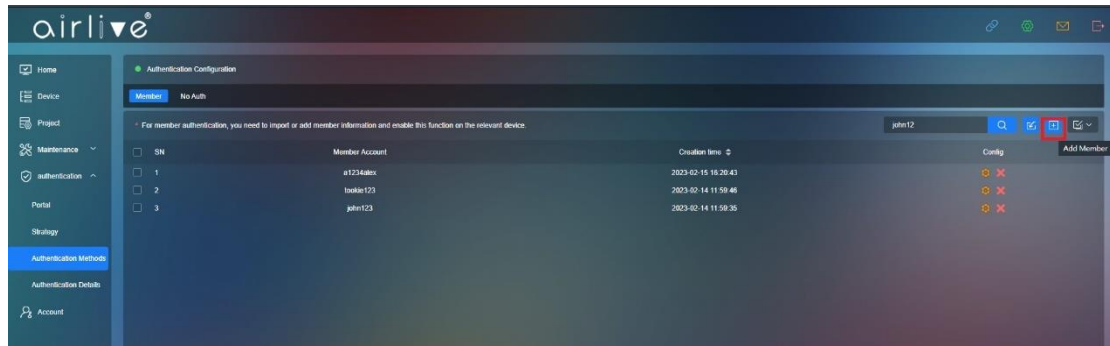 airlive®
Home
Device
Project
Maintenance
authentication
Portal
Strategy
Authentication Methods
Authentication Details
Account
Authentication Configuration
Member No Auth
* For member authentication, you need to import or add member information and enable this function on the relevant device.
john12
Add Member
SN Member Account Creation time Config
1 a1234alex 2023-02-15 16:20:43
2 tookie123 2023-02-14 11:59:46
3 john123 2023-02-14 11:59:35